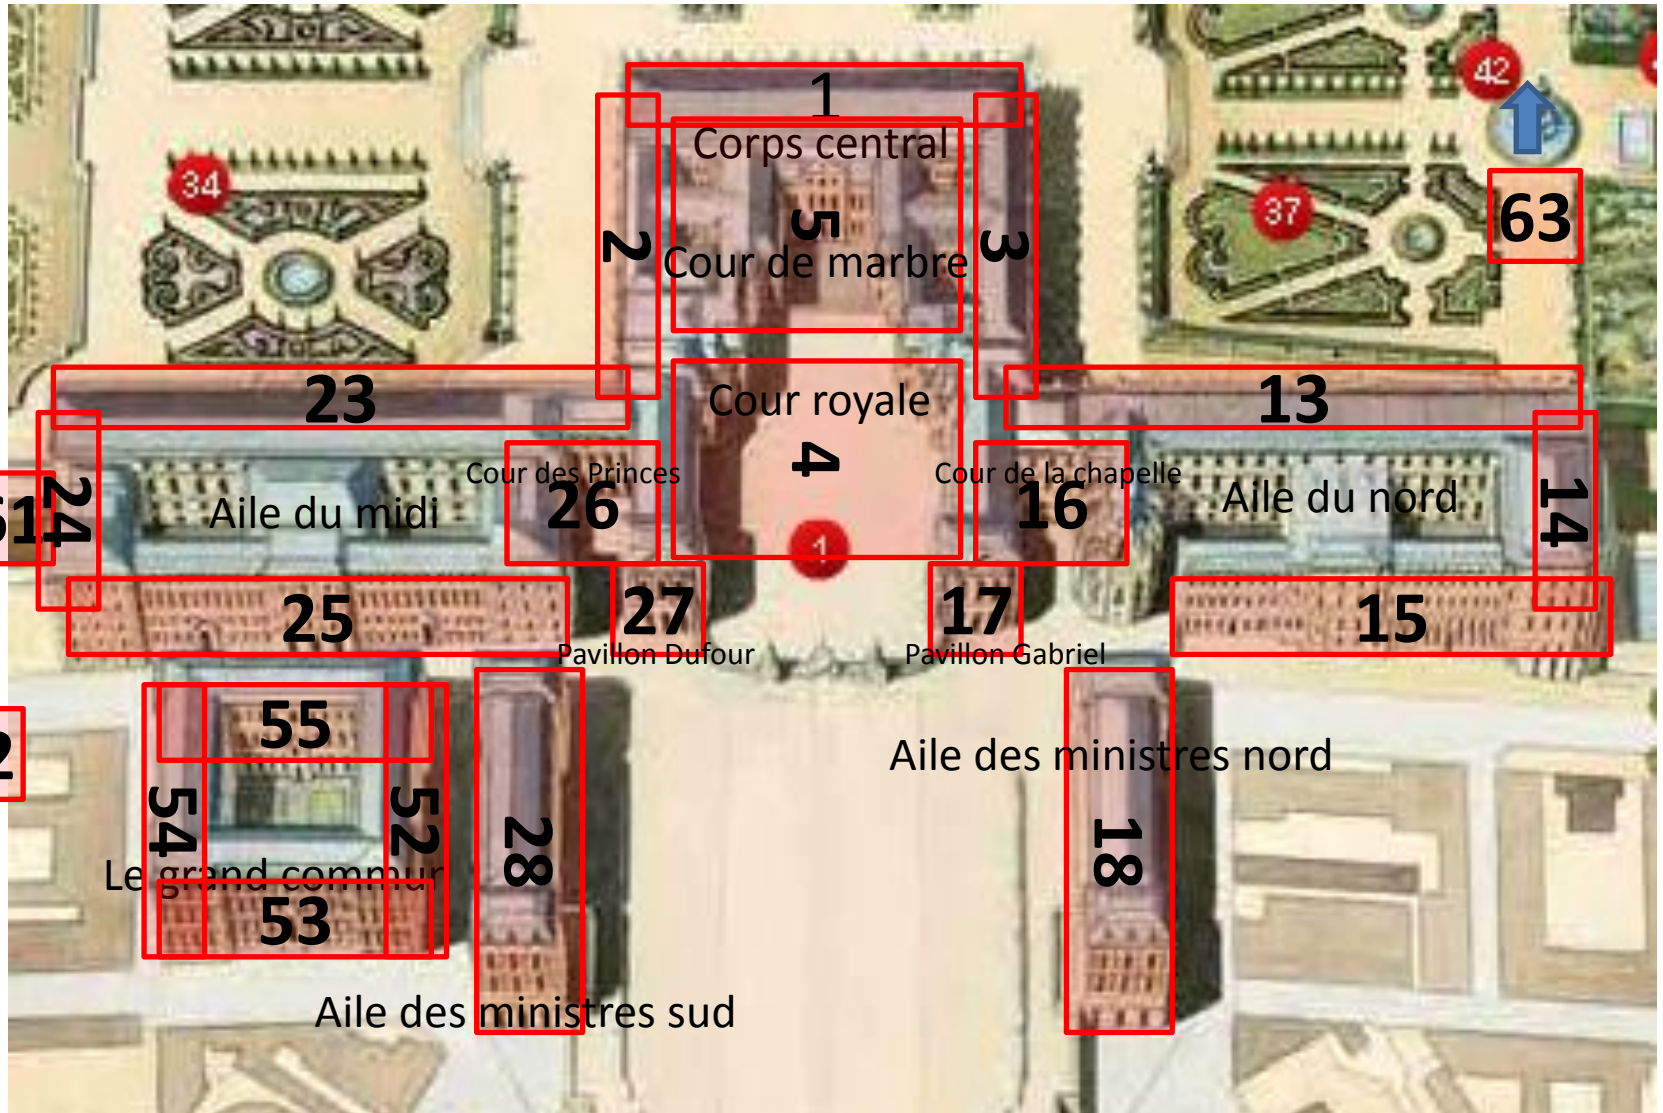 1
42
Corps central
34
5
37
63
2
3
Cour de marbre
23
Cour royale
13
4
Cour des Princes
Cour de la chapelle
24
Aile du midi
26
16
Aile du nord
14
1
25
27
17
15
Pavillon Dufour
Pavillon Gabriel
55
Aile des ministres nord
54
52
28
18
Le grand commun
53
Aile des ministres sud